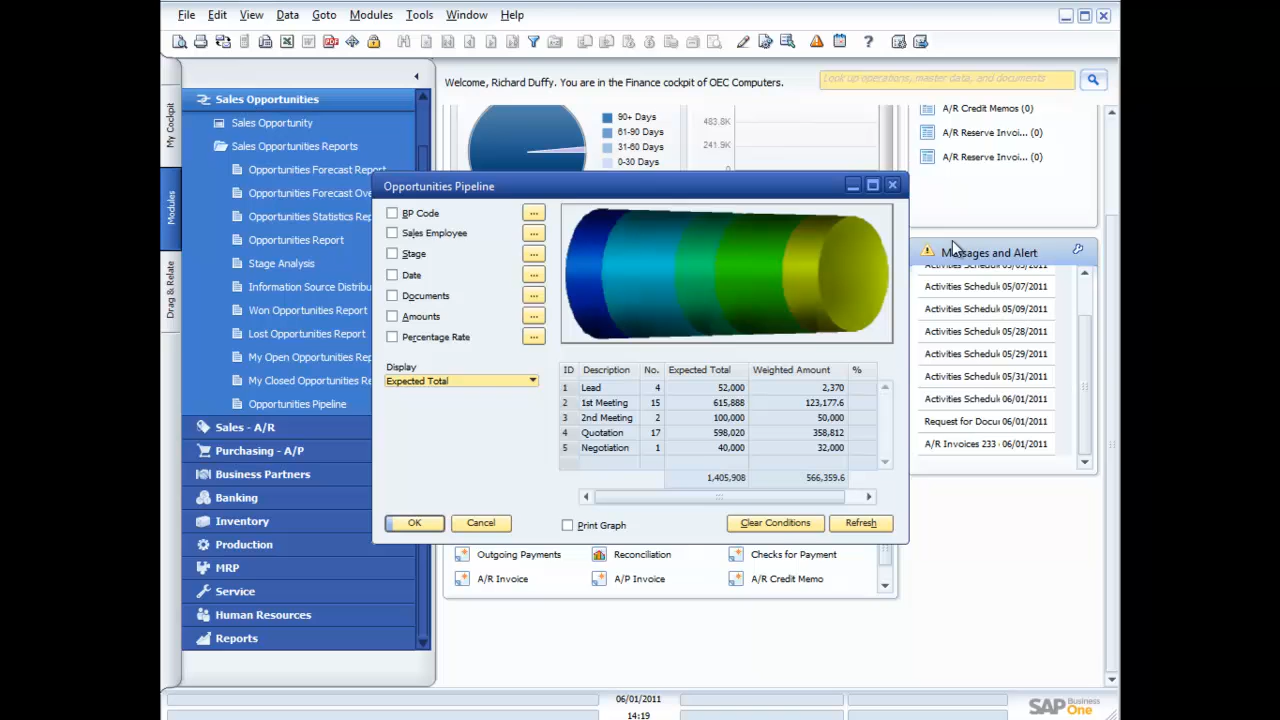 File Edit View Data Goto Modules Tools Window Help
Welcome, Richard Duffy. You are in the Finance cockpit of OEC Computers.
Look up operations, master data, and documents
My Cockpit
Modules
Drag & Relate
Sales Opportunities
Sales Opportunity
Sales Opportunities Reports
Opportunities Forecast Report
Opportunities Forecast Ove
Opportunities Statistics Rep
Opportunities Report
Stage Analysis
Information Source Distribu
Won Opportunities Report
Lost Opportunities Report
My Open Opportunities Rep
My Closed Opportunities Re
Opportunities Pipeline
Sales - A/R
Purchasing - A/P
Business Partners
Banking
Inventory
Production
MRP
Service
Human Resources
Reports
90+ Days
61-90 Days
31-60 Days
0-30 Days
483.8K
241.9K
A/R Credit Memos (0)
A/R Reserve Invoi... (0)
A/R Reserve Invoi... (0)
Opportunities Pipeline
BP Code ...
Sales Employee ...
Stage ...
Date ...
Documents ...
Amounts ...
Percentage Rate ...
Display
Expected Total
ID Description No. Expected Total Weighted Amount %
1 Lead 4 52,000 2,370
2 1st Meeting 15 615,888 123,177.6
3 2nd Meeting 2 100,000 50,000
4 Quotation 17 598,020 358,812
5 Negotiation 1 40,000 32,000
1,405,908 566,359.6
OK Cancel Print Graph Clear Conditions Refresh
Messages and Alert
Activities Schedul 05/05/2011
Activities Schedul 05/07/2011
Activities Schedul 05/09/2011
Activities Schedul 05/28/2011
Activities Schedul 05/29/2011
Activities Schedul 05/31/2011
Activities Schedul 06/01/2011
Request for Docu 06/01/2011
A/R Invoices 233 06/01/2011
Outgoing Payments Reconciliation Checks for Payment
A/R Invoice A/P Invoice A/R Credit Memo
06/01/2011
14:19
SAP Business One